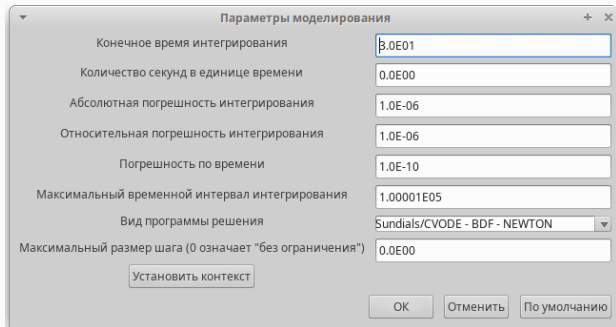 Параметры моделирования
Конечное время интегрирования 3.0E01
Количество секунд в единице времени 0.0E00
Абсолютная погрешность интегрирования 1.0E-06
Относительная погрешность интегрирования 1.0E-06
Погрешность по времени 1.0E-10
Максимальный временной интервал интегрирования 1.00001E05
Вид программы решения Sundials/CVODE - BDF - NEWTON
Максимальный размер шага (0 означает "без ограничения") 0.0E00
Установить контекст
ОК Отменить По умолчанию